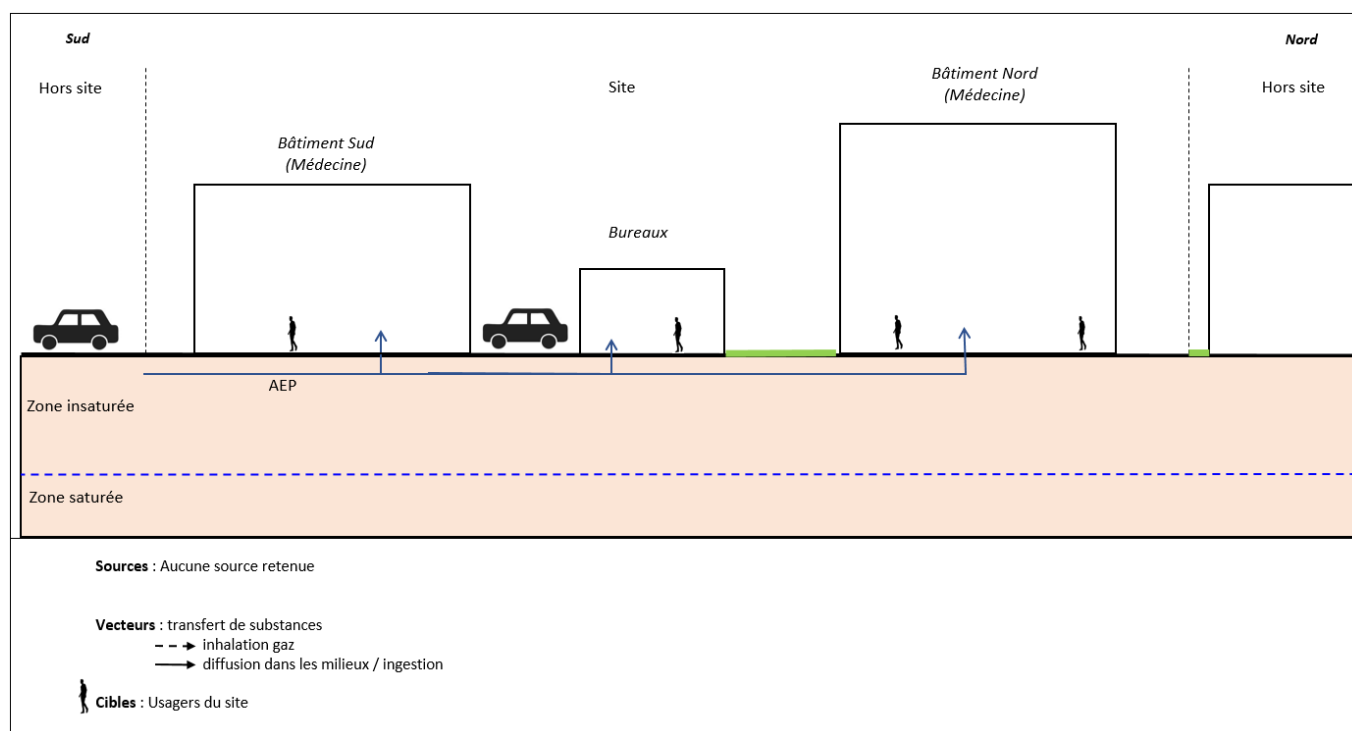 Sud
Nord
Hors site
Site
Bâtiment Nord
(Médecine)
Hors site
Bâtiment Sud
(Médecine)
Bureaux
AEP
Zone insaturée
Zone saturée
Sources : Aucune source retenue
Vecteurs : transfert de substances
inhalation gaz
diffusion dans les milieux / ingestion
Cibles : Usagers du site